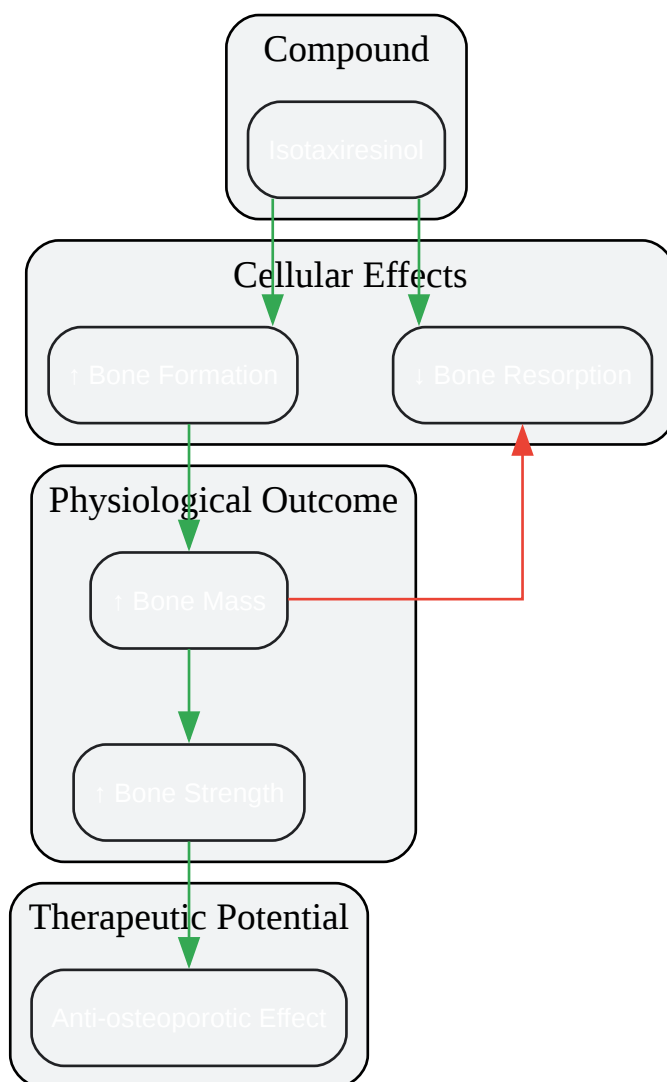 Compound
Isotaxiresinol
Cellular Effects
↑ Bone Formation
↓ Bone Resorption
Physiological Outcome
↑ Bone Mass
↑ Bone Strength
Therapeutic Potential
Anti-osteoporotic Effect